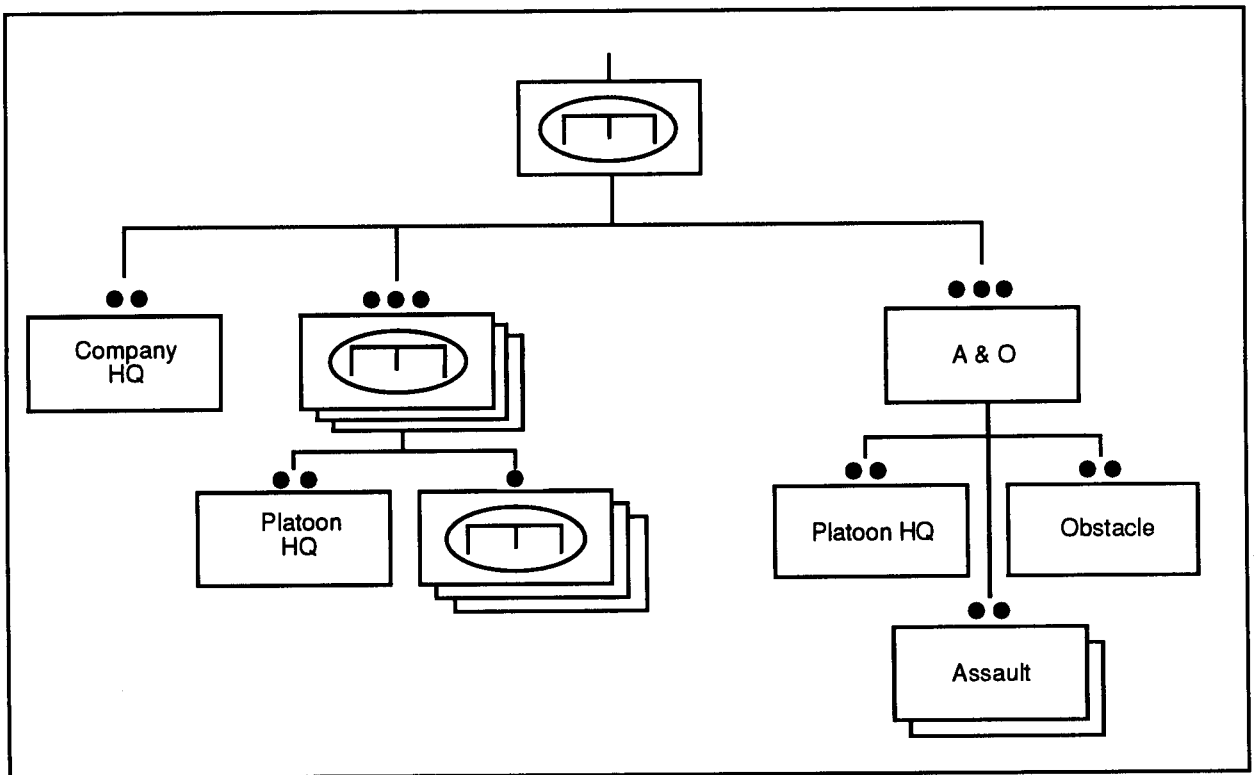 Company
HQ
A & O
Platoon
HQ
Platoon HQ
Obstacle
Assault